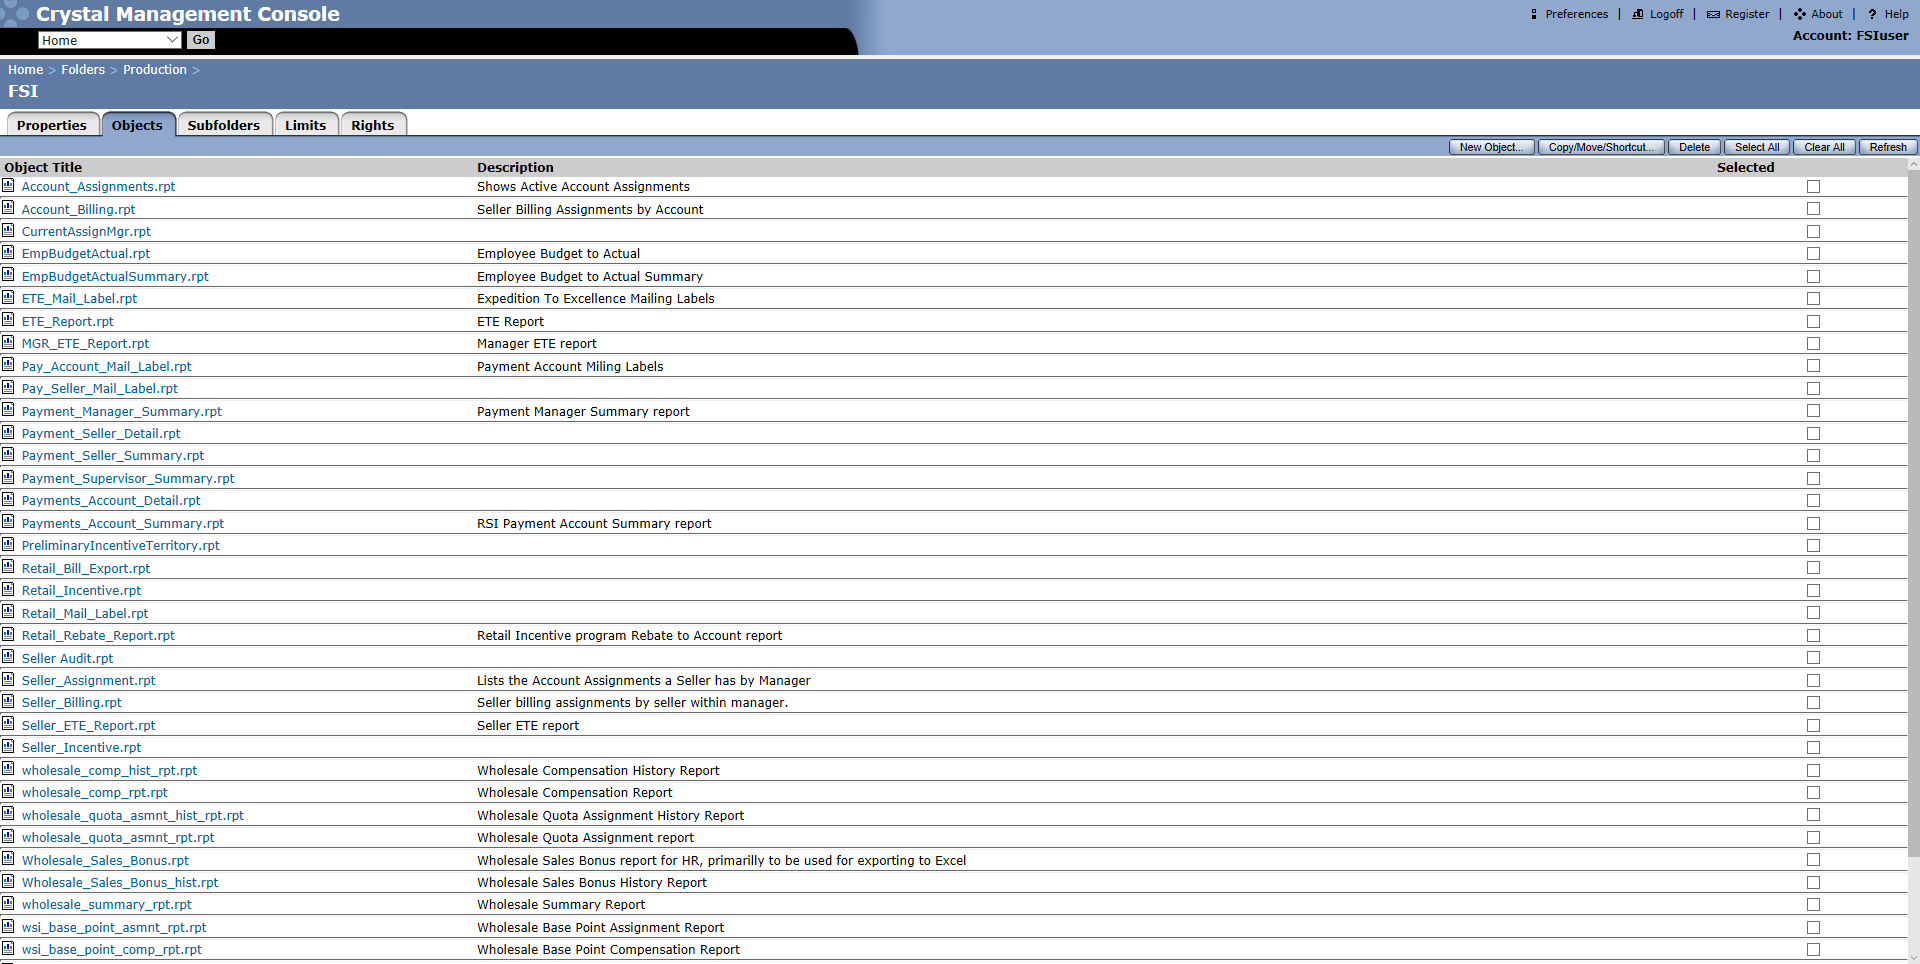 Crystal Management Console
Preferences | Logoff | Register | About | ? Help
Home Go
Account: FSIuser
Home > Folders > Production >
FSI
Properties Objects Subfolders Limits Rights
New Object... Copy/Move/Shortcut... Delete Select All Clear All Refresh
Object Title Description Selected
Account_Assignments.rpt Shows Active Account Assignments
Account_Billing.rpt Seller Billing Assignments by Account
CurrentAssignMgr.rpt
EmpBudgetActual.rpt Employee Budget to Actual
EmpBudgetActualSummary.rpt Employee Budget to Actual Summary
ETE_Mail_Label.rpt Expedition To Excellence Mailing Labels
ETE_Report.rpt ETE Report
MGR_ETE_Report.rpt Manager ETE report
Pay_Account_Mail_Label.rpt Payment Account Miling Labels
Pay_Seller_Mail_Label.rpt
Payment_Manager_Summary.rpt Payment Manager Summary report
Payment_Seller_Detail.rpt
Payment_Seller_Summary.rpt
Payment_Supervisor_Summary.rpt
Payments_Account_Detail.rpt
Payments_Account_Summary.rpt RSI Payment Account Summary report
PreliminaryIncentiveTerritory.rpt
Retail_Bill_Export.rpt
Retail_Incentive.rpt
Retail_Mail_Label.rpt
Retail_Rebate_Report.rpt Retail Incentive program Rebate to Account report
Seller Audit.rpt
Seller_Assignment.rpt Lists the Account Assignments a Seller has by Manager
Seller_Billing.rpt Seller billing assignments by seller within manager.
Seller_ETE_Report.rpt Seller ETE report
Seller_Incentive.rpt
wholesale_comp_hist_rpt.rpt Wholesale Compensation History Report
wholesale_comp_rpt.rpt Wholesale Compensation Report
wholesale_quota_asmnt_hist_rpt.rpt Wholesale Quota Assignment History Report
wholesale_quota_asmnt_rpt.rpt Wholesale Quota Assignment report
Wholesale_Sales_Bonus.rpt Wholesale Sales Bonus report for HR, primarilly to be used for exporting to Excel
Wholesale_Sales_Bonus_hist.rpt Wholesale Sales Bonus History Report
wholesale_summary_rpt.rpt Wholesale Summary Report
wsi_base_point_asmnt_rpt.rpt Wholesale Base Point Assignment Report
wsi_base_point_comp_rpt.rpt Wholesale Base Point Compensation Report